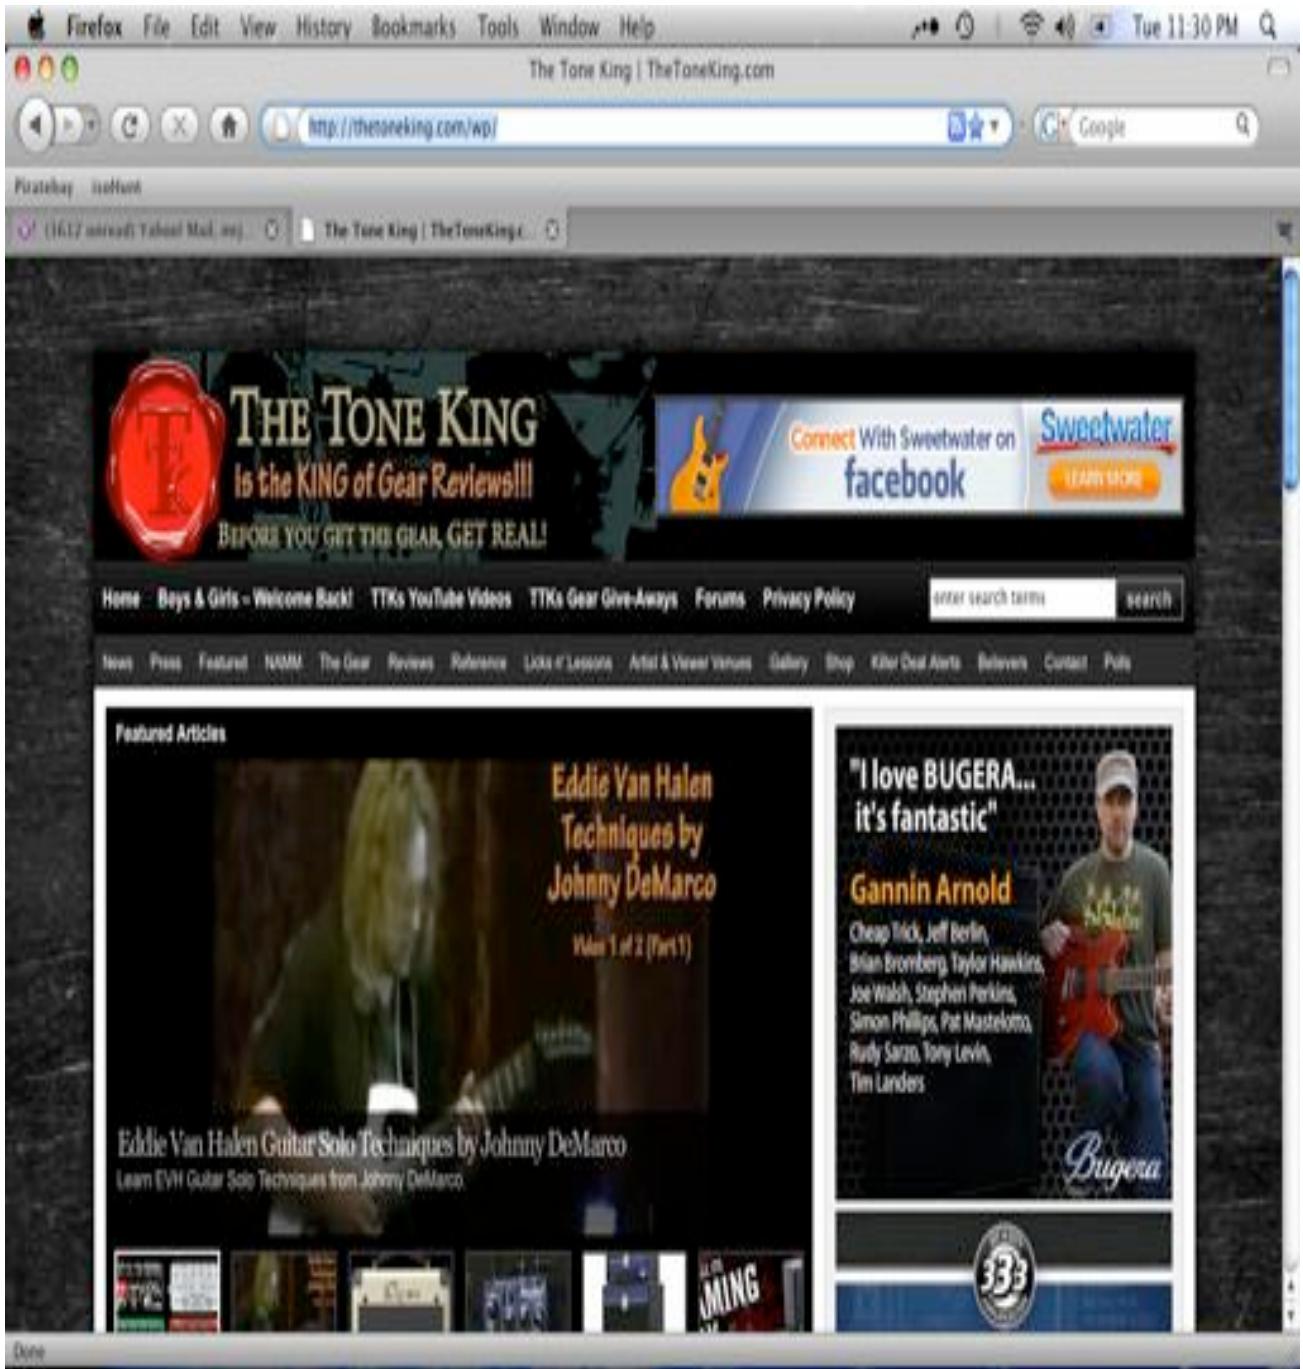 Firefox File Edit View History Bookmarks Tools Window Help Tue 11:30 PM
The Tone King | TheToneKing.com
http://thetoneking.com/wp/ Google
Piratebay isoHunt
(1612 unread) Yahoo! Mail, The Tone King | TheToneKing.c...
THE TONE KING
is the KING of Gear Reviews!!!
BEFORE YOU GET THE GEAR, GET REAL!
Connect With Sweetwater on
facebook
Sweetwater
LEARN MORE
Home Boys & Girls – Welcome Back! TTKs YouTube Videos TTKs Gear Give-Aways Forums Privacy Policy enter search terms search
News Press Featured NAMM The Gear Reviews Reference Licks n' Lessons Artist & Viewer Venues Gallery Shop Killer Deal Alerts Believers Contact Polls
Featured Articles
Eddie Van Halen
Techniques by
Johnny DeMarco
Video 1 of 2 (Part 1)
Eddie Van Halen Guitar Solo Techniques by Johnny DeMarco
Learn EVH Guitar Solo Techniques from Johnny DeMarco.
"I love BUGERA...
it's fantastic"
Gannin Arnold
Cheap Trick, Jeff Berlin,
Brian Bromberg, Taylor Hawkins,
Joe Walsh, Stephen Perkins,
Simon Phillips, Pat Mastelotto,
Rudy Sarzo, Tony Levin,
Tim Landers
Bugera
333
Done